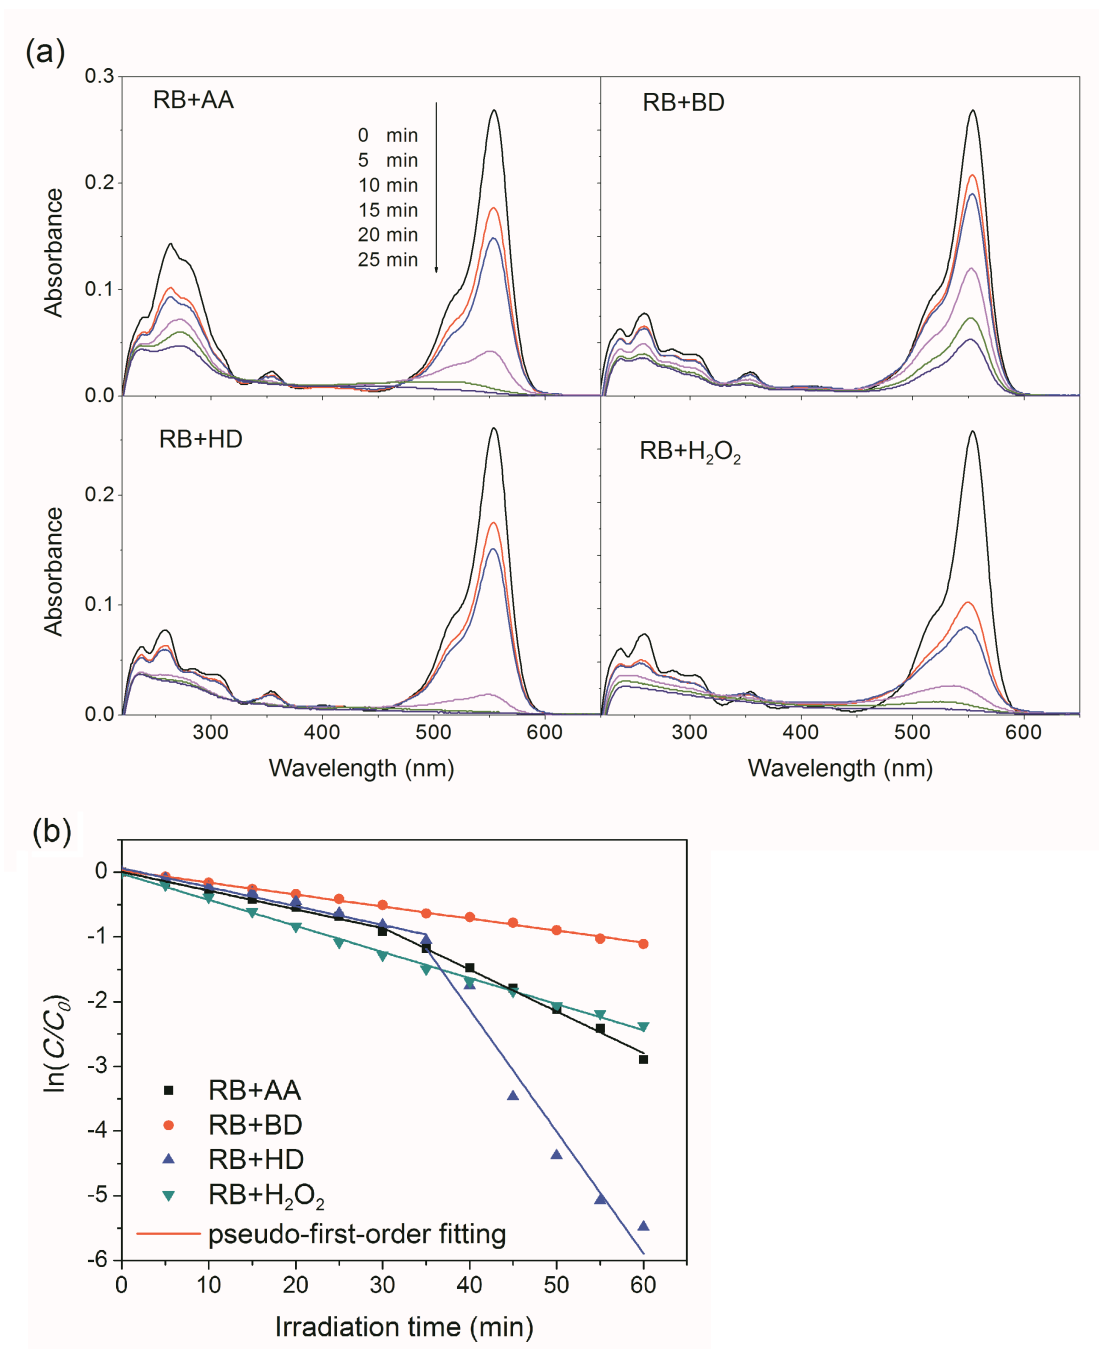 (a)
0.3
RB+AA
RB+BD
0 min
5 min
10 min
15 min
20 min
25 min
0.2
0.1
0.0
Absorbance
Absorbance
RB+HD
RB+H₂O₂
0.2
0.1
0.0
Absorbance
Absorbance
300 400 500 600
300 400 500 600
Wavelength (nm)
Wavelength (nm)
(b)
0
-1
-2
-3
-4
-5
-6
ln(C/C₀)
RB+AA
RB+BD
RB+HD
RB+H₂O₂
pseudo-first-order fitting
0 10 20 30 40 50 60
Irradiation time (min)